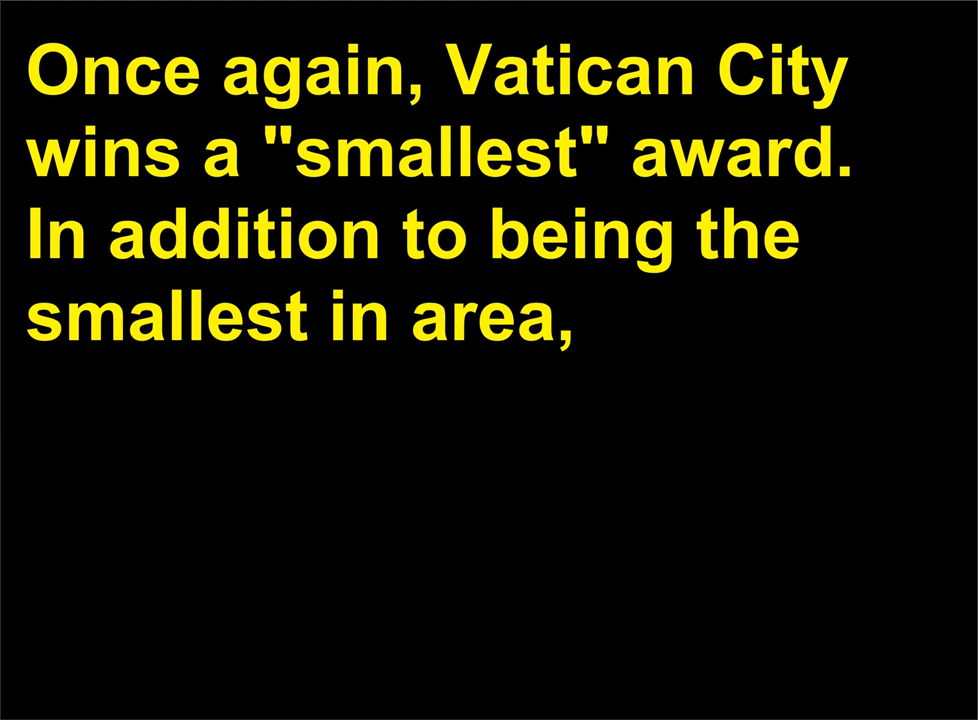 Once again, Vatican City
wins a "smallest" award.
In addition to being the
smallest in area,